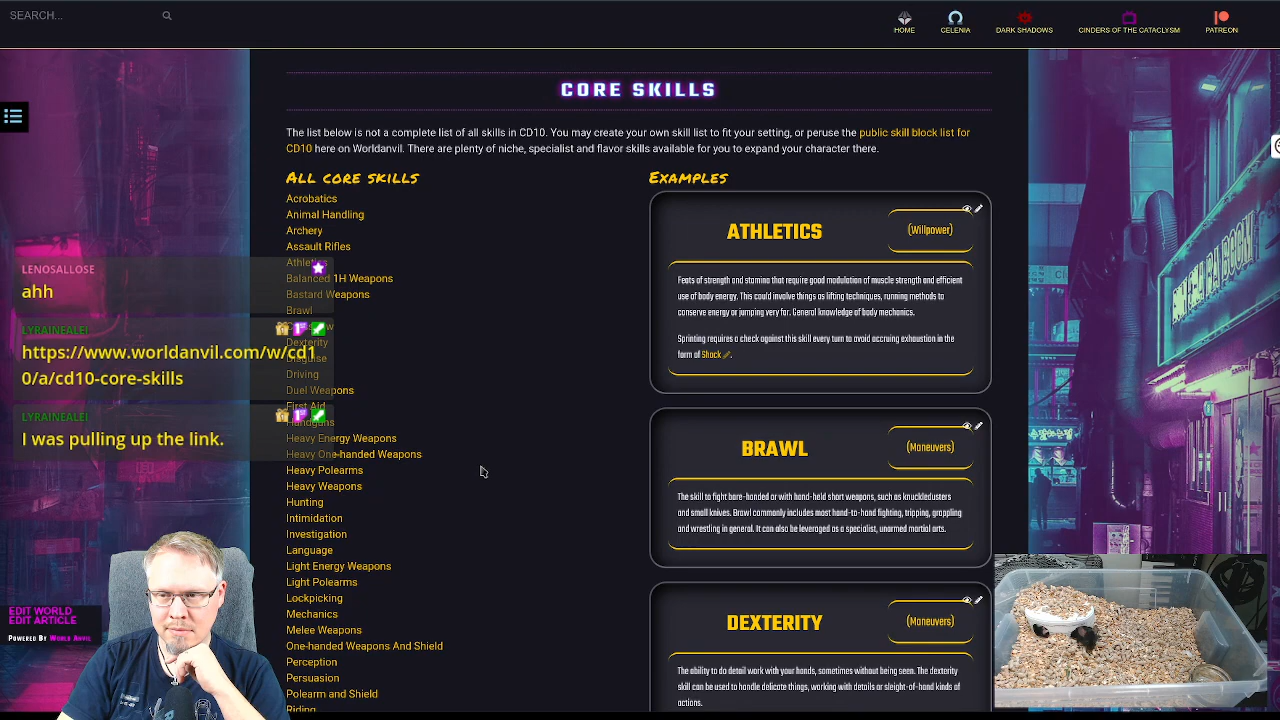 SEARCH...
HOME
CELENIA
DARK SHADOWS
CINDERS OF THE CATACLYSM
PATREON
CORE SKILLS
The list below is not a complete list of all skills in CD10. You may create your own skill list to fit your setting, or peruse the public skill block list for
CD10 here on Worldanvil. There are plenty of niche, specialist and flavor skills available for you to expand your character there.
ALL CORE SKILLS
Acrobatics
Animal Handling
Archery
Assault Rifles
Athletics
Balanced 1H Weapons
Bastard Weapons
Brawl
Dexterity
Disguise
Driving
Duel Weapons
First Aid
Handguns
Heavy Energy Weapons
Heavy One-handed Weapons
Heavy Polearms
Heavy Weapons
Hunting
Intimidation
Investigation
Language
Light Energy Weapons
Light Polearms
Lockpicking
Mechanics
Melee Weapons
One-handed Weapons And Shield
Perception
Persuasion
Polearm and Shield
Riding
EXAMPLES
ATHLETICS
(Willpower)
Feats of strength and stamina that require good modulation of muscle strength and efficient
use of body energy. This could involve things as lifting techniques, running methods to
conserve energy or jumping very far. General knowledge of body mechanics.
Sprinting requires a check against this skill every turn to avoid accruing exhaustion in the
form of Shock.
BRAWL
(Maneuvers)
The skill to fight bare-handed or with hand-held short weapons, such as knuckledusters
and small knives. Brawl commonly includes most hand-to-hand fighting, tripping, grappling
and wrestling in general. It can also be leveraged as a specialist, unarmed martial arts.
DEXTERITY
(Maneuvers)
The ability to do detail work with your hands, sometimes without being seen. The dexterity
skill can be used to handle delicate things, working with details or sleight-of-hand kinds of
actions.
LENOSALLOSE
ahh
LYRAINEALEI
https://www.worldanvil.com/w/cd1
0/a/cd10-core-skills
LYRAINEALEI
I was pulling up the link.
EDIT WORLD
EDIT ARTICLE
POWERED BY WORLD ANVIL